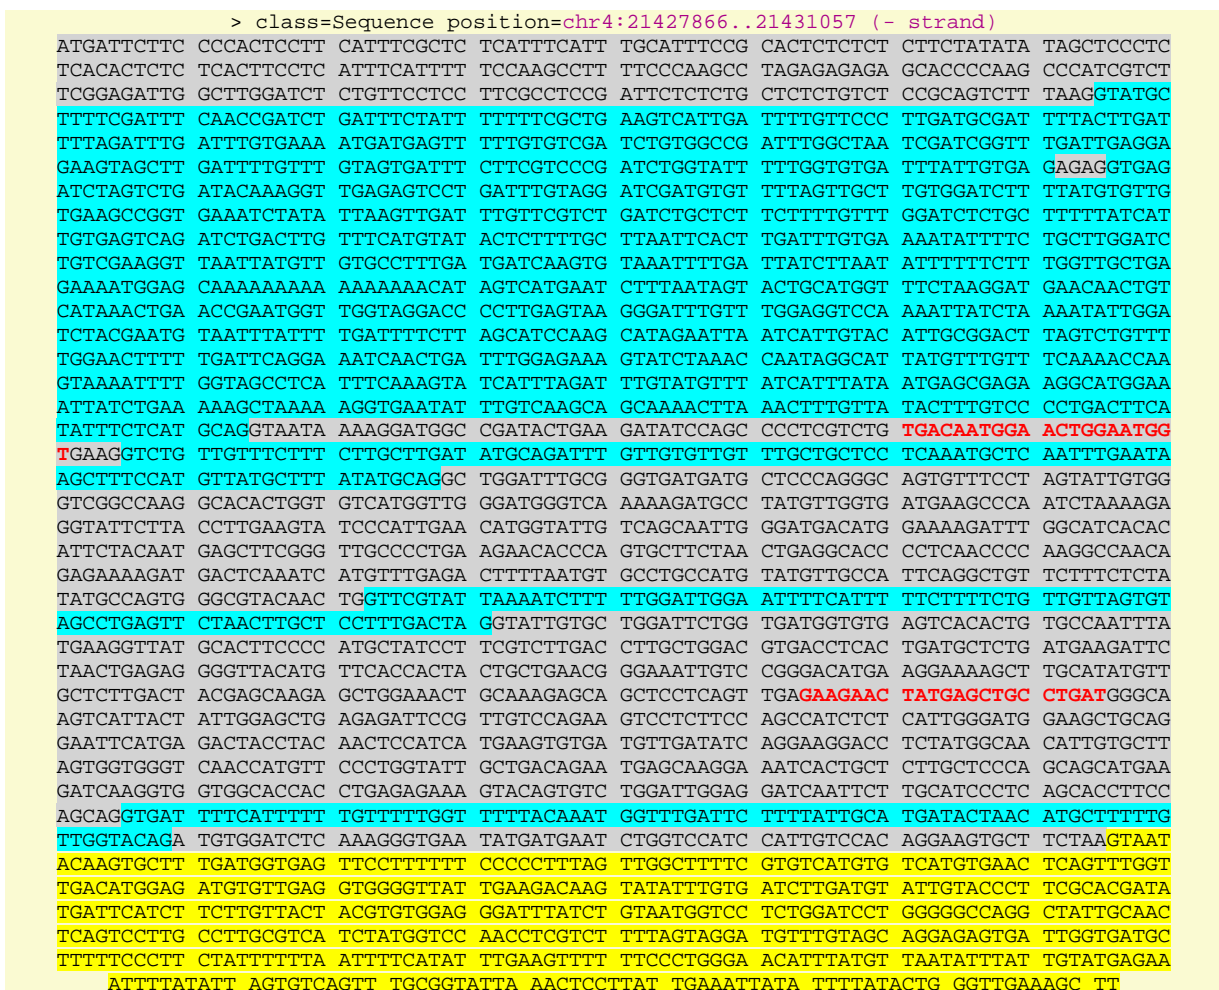 > class=Sequence position=chr4:21427866..21431057 (- strand)
ATGATTCTTC CCCACTCCTT CATTTCGCTC TCATTTCATT TGCATTTCCG CACTCTCTCT CTTCTATATA TAGCTCCCTC
TCACACTCTC TCACTTCCTC ATTTCATTTT TCCAAGCCTT TTCCCAAGCC TAGAGAGAGA GCACCCCAAG CCCATCGTCT
TCGGAGATTG GCTTGGATCT CTGTTCCTCC TTCGCCTCCG ATTCTCTCTG CTCTCTGTCT CCGCAGTCTT TAAGGTATGC
TTTTCGATTT CAACCGATCT GATTTCTATT TTTTTCGCTG AAGTCATTGA TTTTGTTCCC TTGATGCGAT TTTACTTGAT
TTTAGATTTG ATTTGTGAAA ATGATGAGTT TTTGTGTCGA TCTGTGGCCG ATTTGGCTAA TCGATCGGTT TGATTGAGGA
GAAGTAGCTT GATTTTGTTT GTAGTGATTT CTTCGTCCCG ATCTGGTATT TTTGGTGTGA TTTATTGTGAG GAGAGGTGAG
ATCTAGTCTG ATACAAAGGT TGAGAGTCCT GATTTGTAGG ATCGATGTGT TTTAGTTGCT TGTGGATCTT TTATGTGTTG
TGAAGCCGGT GAAATCTATA TTAAGTTGAT TTGTTCGTCT GATCTGCTCT TCTTTTGTTT GGATCTCTGC TTTTTATCAT
TGTGAGTCAG ATCTGACTTG TTTCATGTAT ACTCTTTTGC TTAATTCACT TGATTTGTGA AAATATTTTC TGCTTGGATC
TGTCGAAGGT TAATTATGTT GTGCCTTTGA TGATCAAGTG TAAATTTTGA TTATCTTAAT ATTTTTTCTT TGGTTGCTGA
GAAAATGGAG CAAAAAAAAA AAAAAAACAT AGTCATGAAT CTTTAATAGT ACTGCATGGT TTCTAAGGAT GAACAACTGT
CATAAACTGA ACCGAATGGT TGGTAGGACC CCTTGAGTAA GGGATTTGTT TGGAGGTCCA AAATTATCTA AAATATTGGA
TCTACGAATG TAATTTATTT TGATTTTCTT AGCATCCAAG CATAGAATTA ATCATTGTAC ATTGCGGACT TAGTCTGTTT
TGGAACTTTT TGATTCAGGA AATCAACTGA TTTGGAGAAA GTATCTAAAC CAATAGGCAT TATGTTTGTT TCAAAACCAA
GTAAAATTTT GGTAGCCTCA TTTCAAAGTA TCATTTAGAT TTGTATGTTT ATCATTTATA ATGAGCGAGA AGGCATGGAA
ATTATCTGAA AAAGCTAAAA AGGTGAATAT TTGTCAAGCA GCAAAACTTA AACTTTGTTA TACTTTGTCC CCTGACTTCA
TATTTCTCAT GCAGGTAATA AAAGGATGGC CGATACTGAA GATATCCAGC CCCTCGTCTG TGACAATGGA ACTGGAATGG
TGAAGGTCTG TTGTTTCTTT CTTGCTTGAT ATGCAGATTT GTTGTGTTGT TTGCTGCTCC TCAAATGCTC AATTTGAATA
AGCTTTCCAT GTTATGCTTT ATATGCAGGC TGGATTTGCG GGTGATGATG CTCCCAGGGC AGTGTTTCCT AGTATTGTGG
GTCGGCCAAG GCACACTGGT GTCATGGTTG GGATGGGTCA AAAAGATGCC TATGTTGGTG ATGAAGCCCA ATCTAAAAGA
GGTATTCTTA CCTTGAAGTA TCCCATTGAA CATGGTATTG TCAGCAATTG GGATGACATG GAAAAGATTT GGCATCACAC
ATTCTACAAT GAGCTTCGGG TTGCCCCTGA AGAACACCCA GTGCTTCTAA CTGAGGCACC CCTCAACCCC AAGGCCAACA
GAGAAAAGAT GACTCAAATC ATGTTTGAGA CTTTTAATGT GCCTGCCATG TATGTTGCCA TTCAGGCTGT TCTTTCTCTA
TATGCCAGTG GGCGTACAAC TGGTTCGTAT TAAAATCTTT TTGGATTGGA ATTTTCATTT TTCTTTTCTG TTGTTAGTGT
AGCCTGAGTT CTAACTTGCT CCTTTGACTA GGTATTGTGC TGGATTCTGG TGATGGTGTG AGTCACACTG TGCCAATTTA
TGAAGGTTAT GCACTTCCCC ATGCTATCCT TCGTCTTGAC CTTGCTGGAC GTGACCTCAC TGATGCTCTG ATGAAGATTC
TAACTGAGAG GGGTTACATG TTCACCACTA CTGCTGAACG GGAAATTGTC CGGGACATGA AGGAAAAGCT TGCATATGTT
GCTCTTGACT ACGAGCAAGA GCTGGAAACT GCAAAGAGCA GCTCCTCAGT TGAGAAGAAC TATGAGCTGC CTGATGGGCA
AGTCATTACT ATTGGAGCTG AGAGATTCCG TTGTCCAGAA GTCCTCTTCC AGCCATCTCT CATTGGGATG GAAGCTGCAG
GAATTCATGA GACTACCTAC AACTCCATCA TGAAGTGTGA TGTTGATATC AGGAAGGACC TCTATGGCAA CATTGTGCTT
AGTGGTGGGT CAACCATGTT CCCTGGTATT GCTGACAGAA TGAGCAAGGA AATCACTGCT CTTGCTCCCA GCAGCATGAA
GATCAAGGTG GTGGCACCAC CTGAGAGAAA GTACAGTGTC TGGATTGGAG GATCAATTCT TGCATCCCTC AGCACCTTCC
AGCAGGTGAT TTTCATTTTT TGTTTTTGGT TTTTACAAAT GGTTTGATTC TTTTATTGCA TGATACTAAC ATGCTTTTTG
TTGGTACAGA TGTGGATCTC AAAGGGTGAA TATGATGAAT CTGGTCCATC CATTGTCCAC AGGAAGTGCT TCTAAGTAAT
ACAAGTGCTT TGATGGTGAG TTCCTTTTTT CCCCCTTTAG TTGGCTTTTC GTGTCATGTG TCATGTGAAC TCAGTTTGGT
TGACATGGAG ATGTGTTGAG GTGGGGTTAT TGAAGACAAG TATATTTGTG ATCTTGATGT ATTGTACCCT TCGCACGATA
TGATTCATCT TCTTGTTACT ACGTGTGGAG GGATTTATCT GTAATGGTCC TCTGGATCCT GGGGGCCAGG CTATTGCAAC
TCAGTCCTTG CCTTGCGTCA TCTATGGTCC AACCTCGTCT TTTAGTAGGA TGTTTGTAGC AGGAGAGTGA TTGGTGATGC
TTTTTCCCTT CTATTTTTTA ATTTTCATAT TTGAAGTTTT TTCCCTGGGA ACATTTATGT TAATATTTAT TGTATGAGAA
ATTTTATATT AGTGTCAGTT TGCGGTATTA AACTCCTTAT TGAAATTATA TTTTATACTG GGTTGAAAGC TT